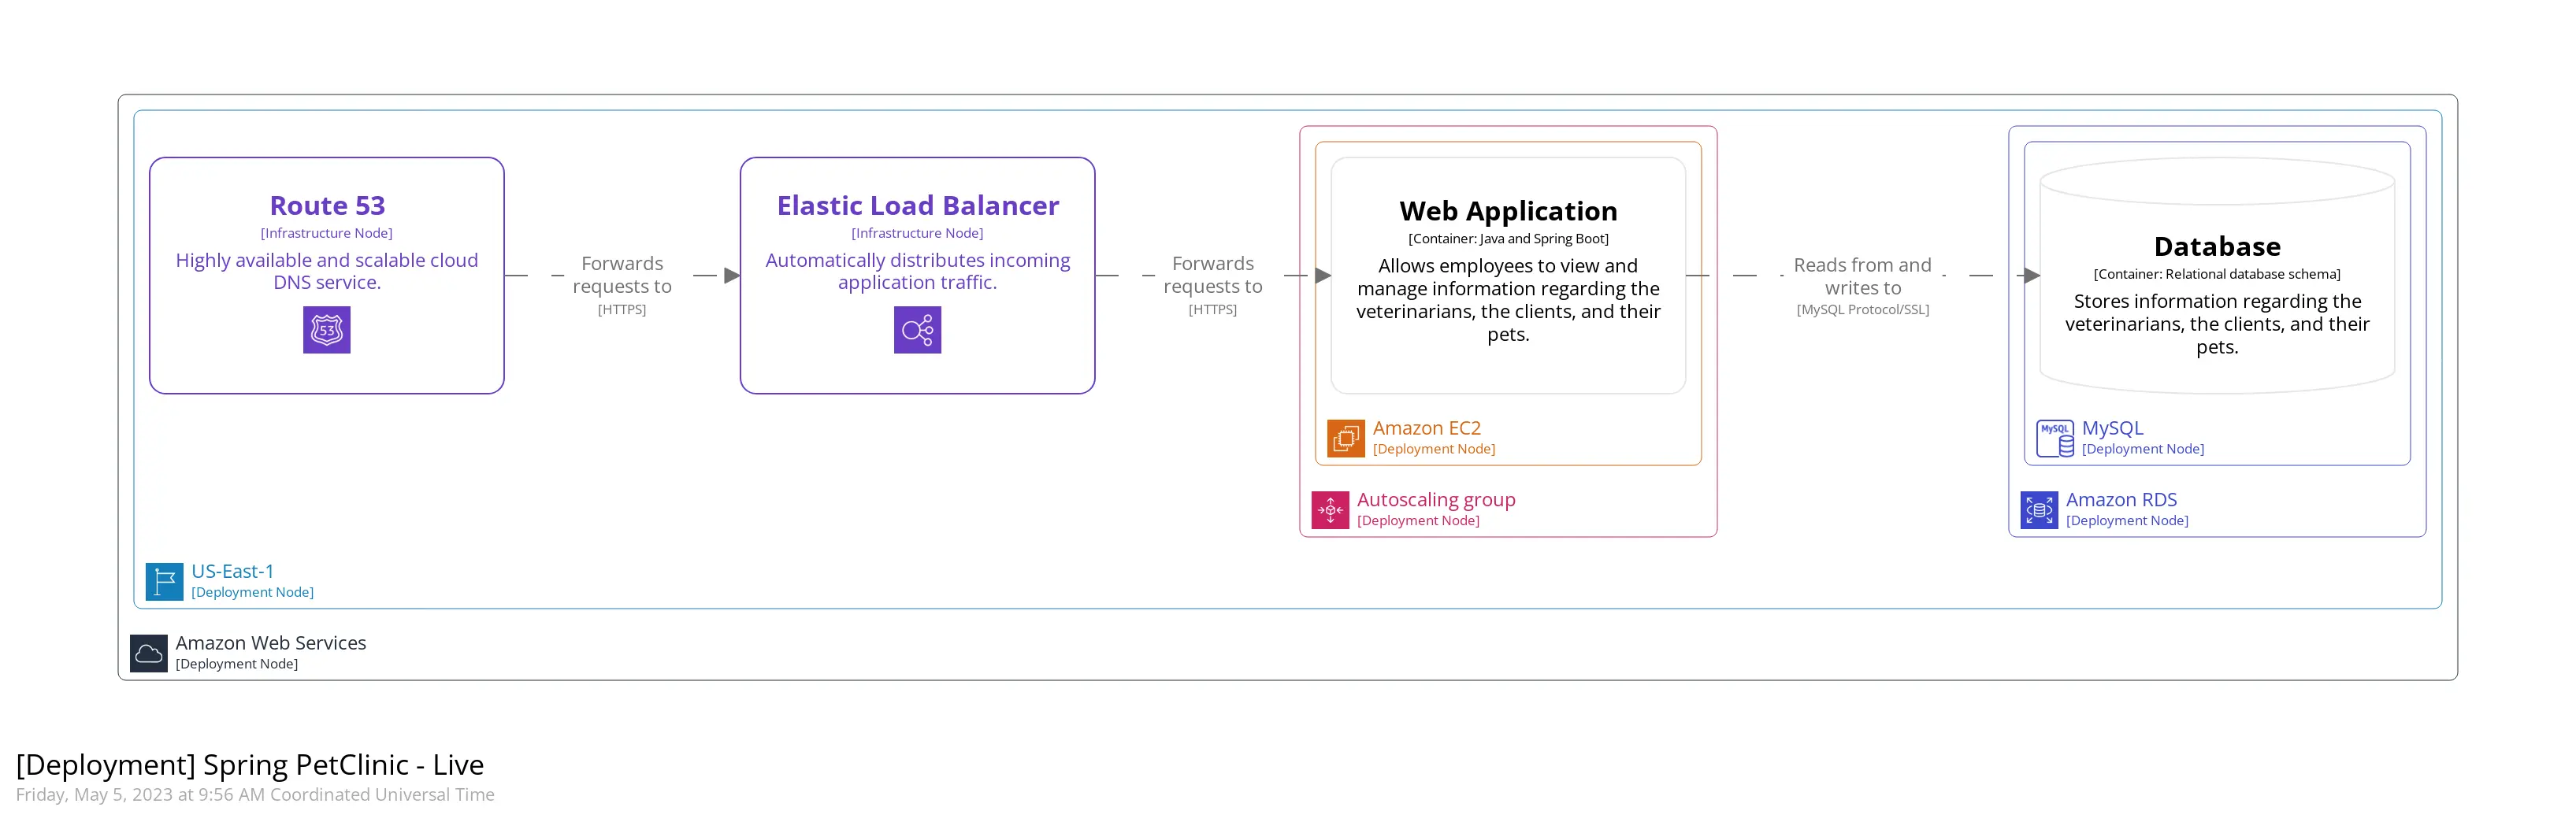 Route 53
[Infrastructure Node]
Highly available and scalable cloud
DNS service.
53
Forwards
requests to
[HTTPS]
Elastic Load Balancer
[Infrastructure Node]
Automatically distributes incoming
application traffic.
Forwards
requests to
[HTTPS]
Web Application
[Container: Java and Spring Boot]
Allows employees to view and
manage information regarding the
veterinarians, the clients, and their
pets.
Amazon EC2
[Deployment Node]
Autoscaling group
[Deployment Node]
Reads from and
writes to
[MySQL Protocol/SSL]
Database
[Container: Relational database schema]
Stores information regarding the
veterinarians, the clients, and their
pets.
MySQL
MySQL
[Deployment Node]
Amazon RDS
[Deployment Node]
US-East-1
[Deployment Node]
Amazon Web Services
[Deployment Node]
[Deployment] Spring PetClinic - Live
Friday, May 5, 2023 at 9:56 AM Coordinated Universal Time